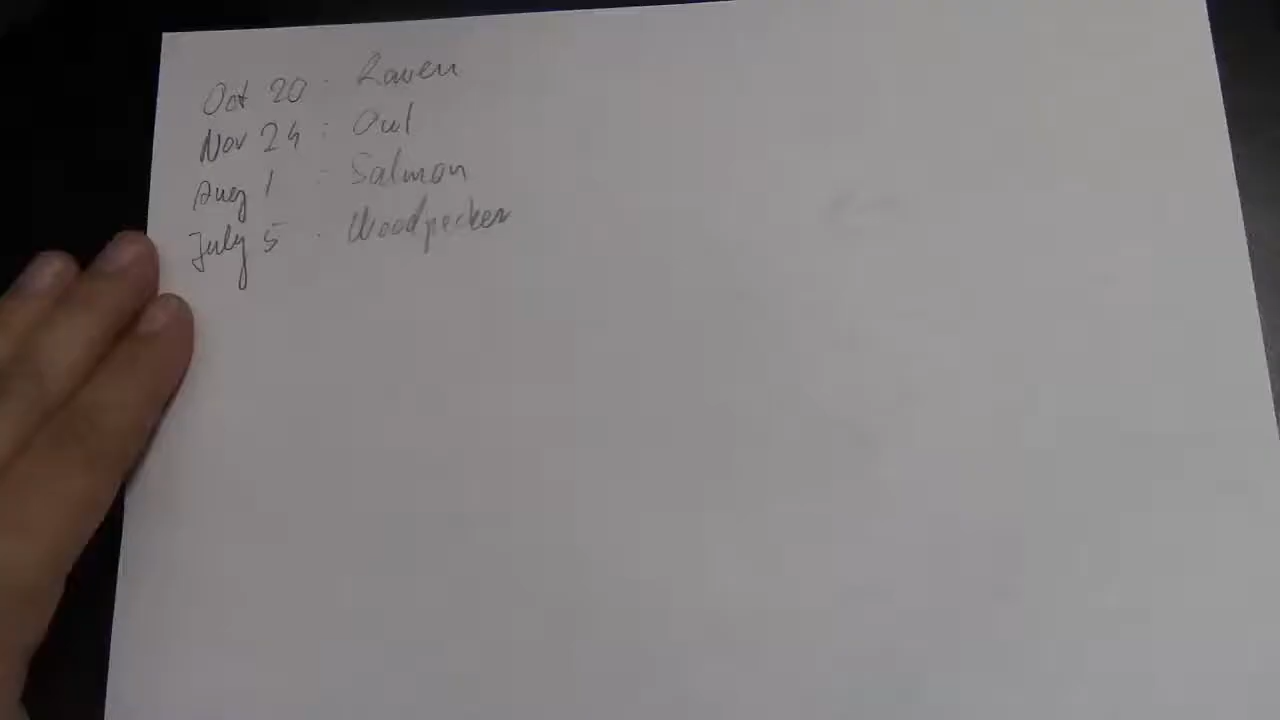 Oct 20 - Raven
Nov 24 : Owl
Aug 1 : Salmon
July 5 . Woodpecker